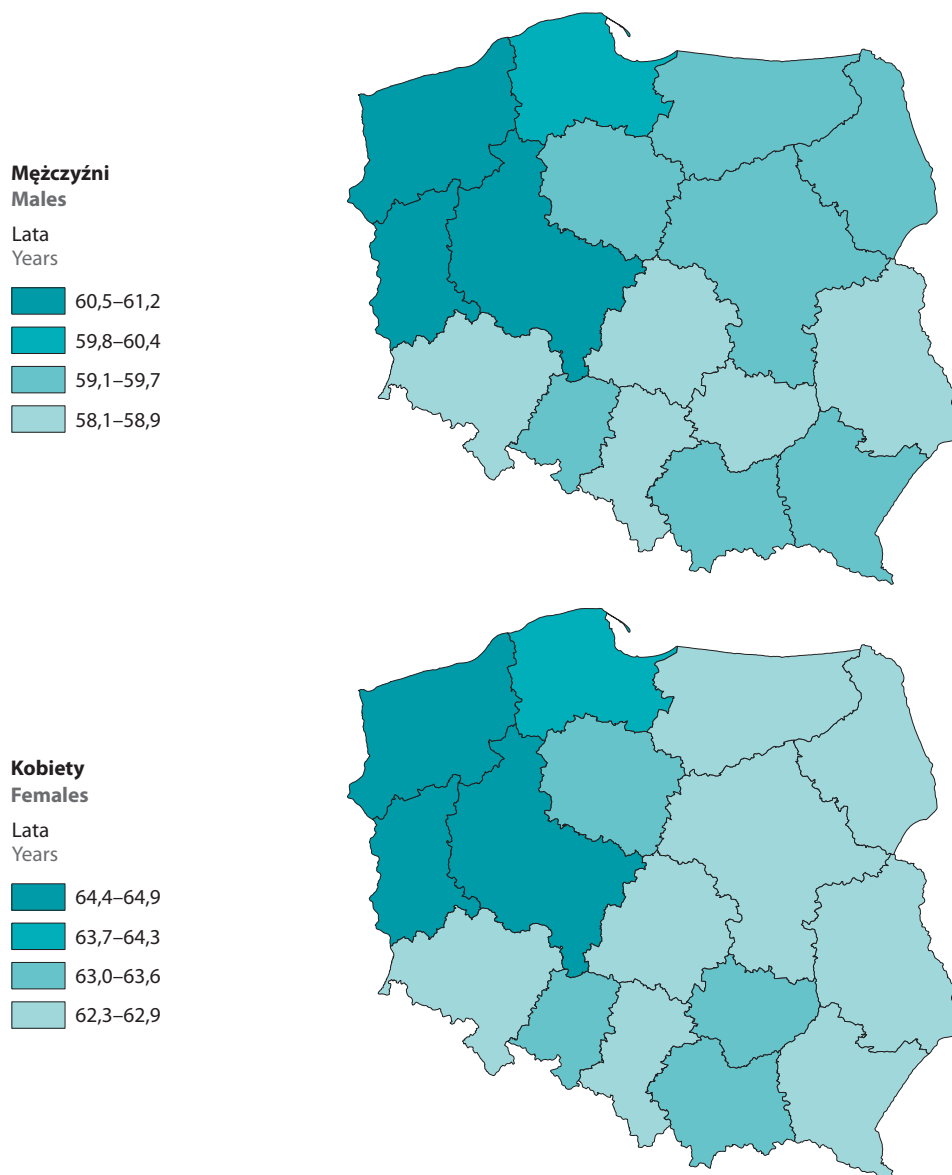 Mężczyźni
Males
Lata
Years
60,5–61,2
59,8–60,4
59,1–59,7
58,1–58,9
Kobiety
Females
Lata
Years
64,4–64,9
63,7–64,3
63,0–63,6
62,3–62,9